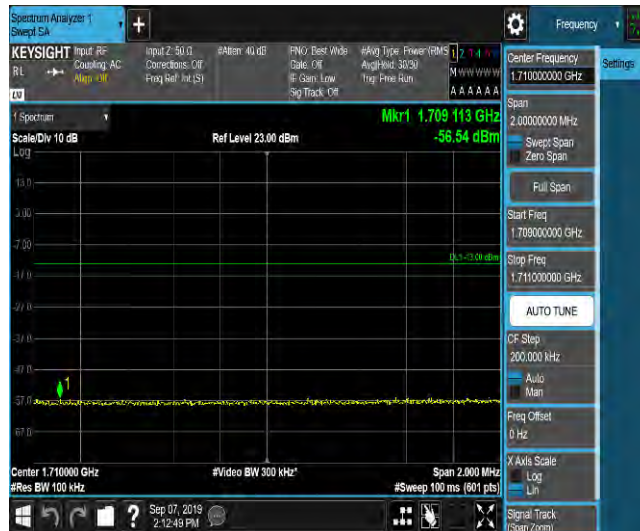 Spectrum Analyzer 1
Swept SA
+
Frequency
KEYSIGHT
Input: RF
Input Z: 50 Ω
#Atten: 40 dB
PNO: Best Wide
#Avg Type: Power (RMS
1 2
RL
Coupling: AC
Corrections: Off
Gate: Off
Avg|Hold: 30/30
M W W W W W
Align: Off
Freq Ref: Int (S)
IF Gain: Low
Trig: Free Run
Sig Track: Off
A A A A A A
Center Frequency
1.710000000 GHz
Settings
Span
2.00000000 MHz
Swept Span
Zero Span
Full Span
Start Freq
1.709000000 GHz
Stop Freq
1.711000000 GHz
AUTO TUNE
CF Step
200.000 kHz
Auto
Man
Freq Offset
0 Hz
X Axis Scale
Log
Lin
Signal Track
(Span Zoom)
1 Spectrum
Mkr1 1.709 113 GHz
Scale/Div 10 dB
Ref Level 23.00 dBm
-56.54 dBm
Log
13.0
3.00
-7.00
DL1 -13.00 dBm
-17.0
-27.0
-37.0
-47.0
1
-57.0
-67.0
Center 1.710000 GHz
#Video BW 300 kHz*
Span 2.000 MHz
#Res BW 100 kHz
#Sweep 100 ms (601 pts)
?
Sep 07, 2019
2:12:49 PM